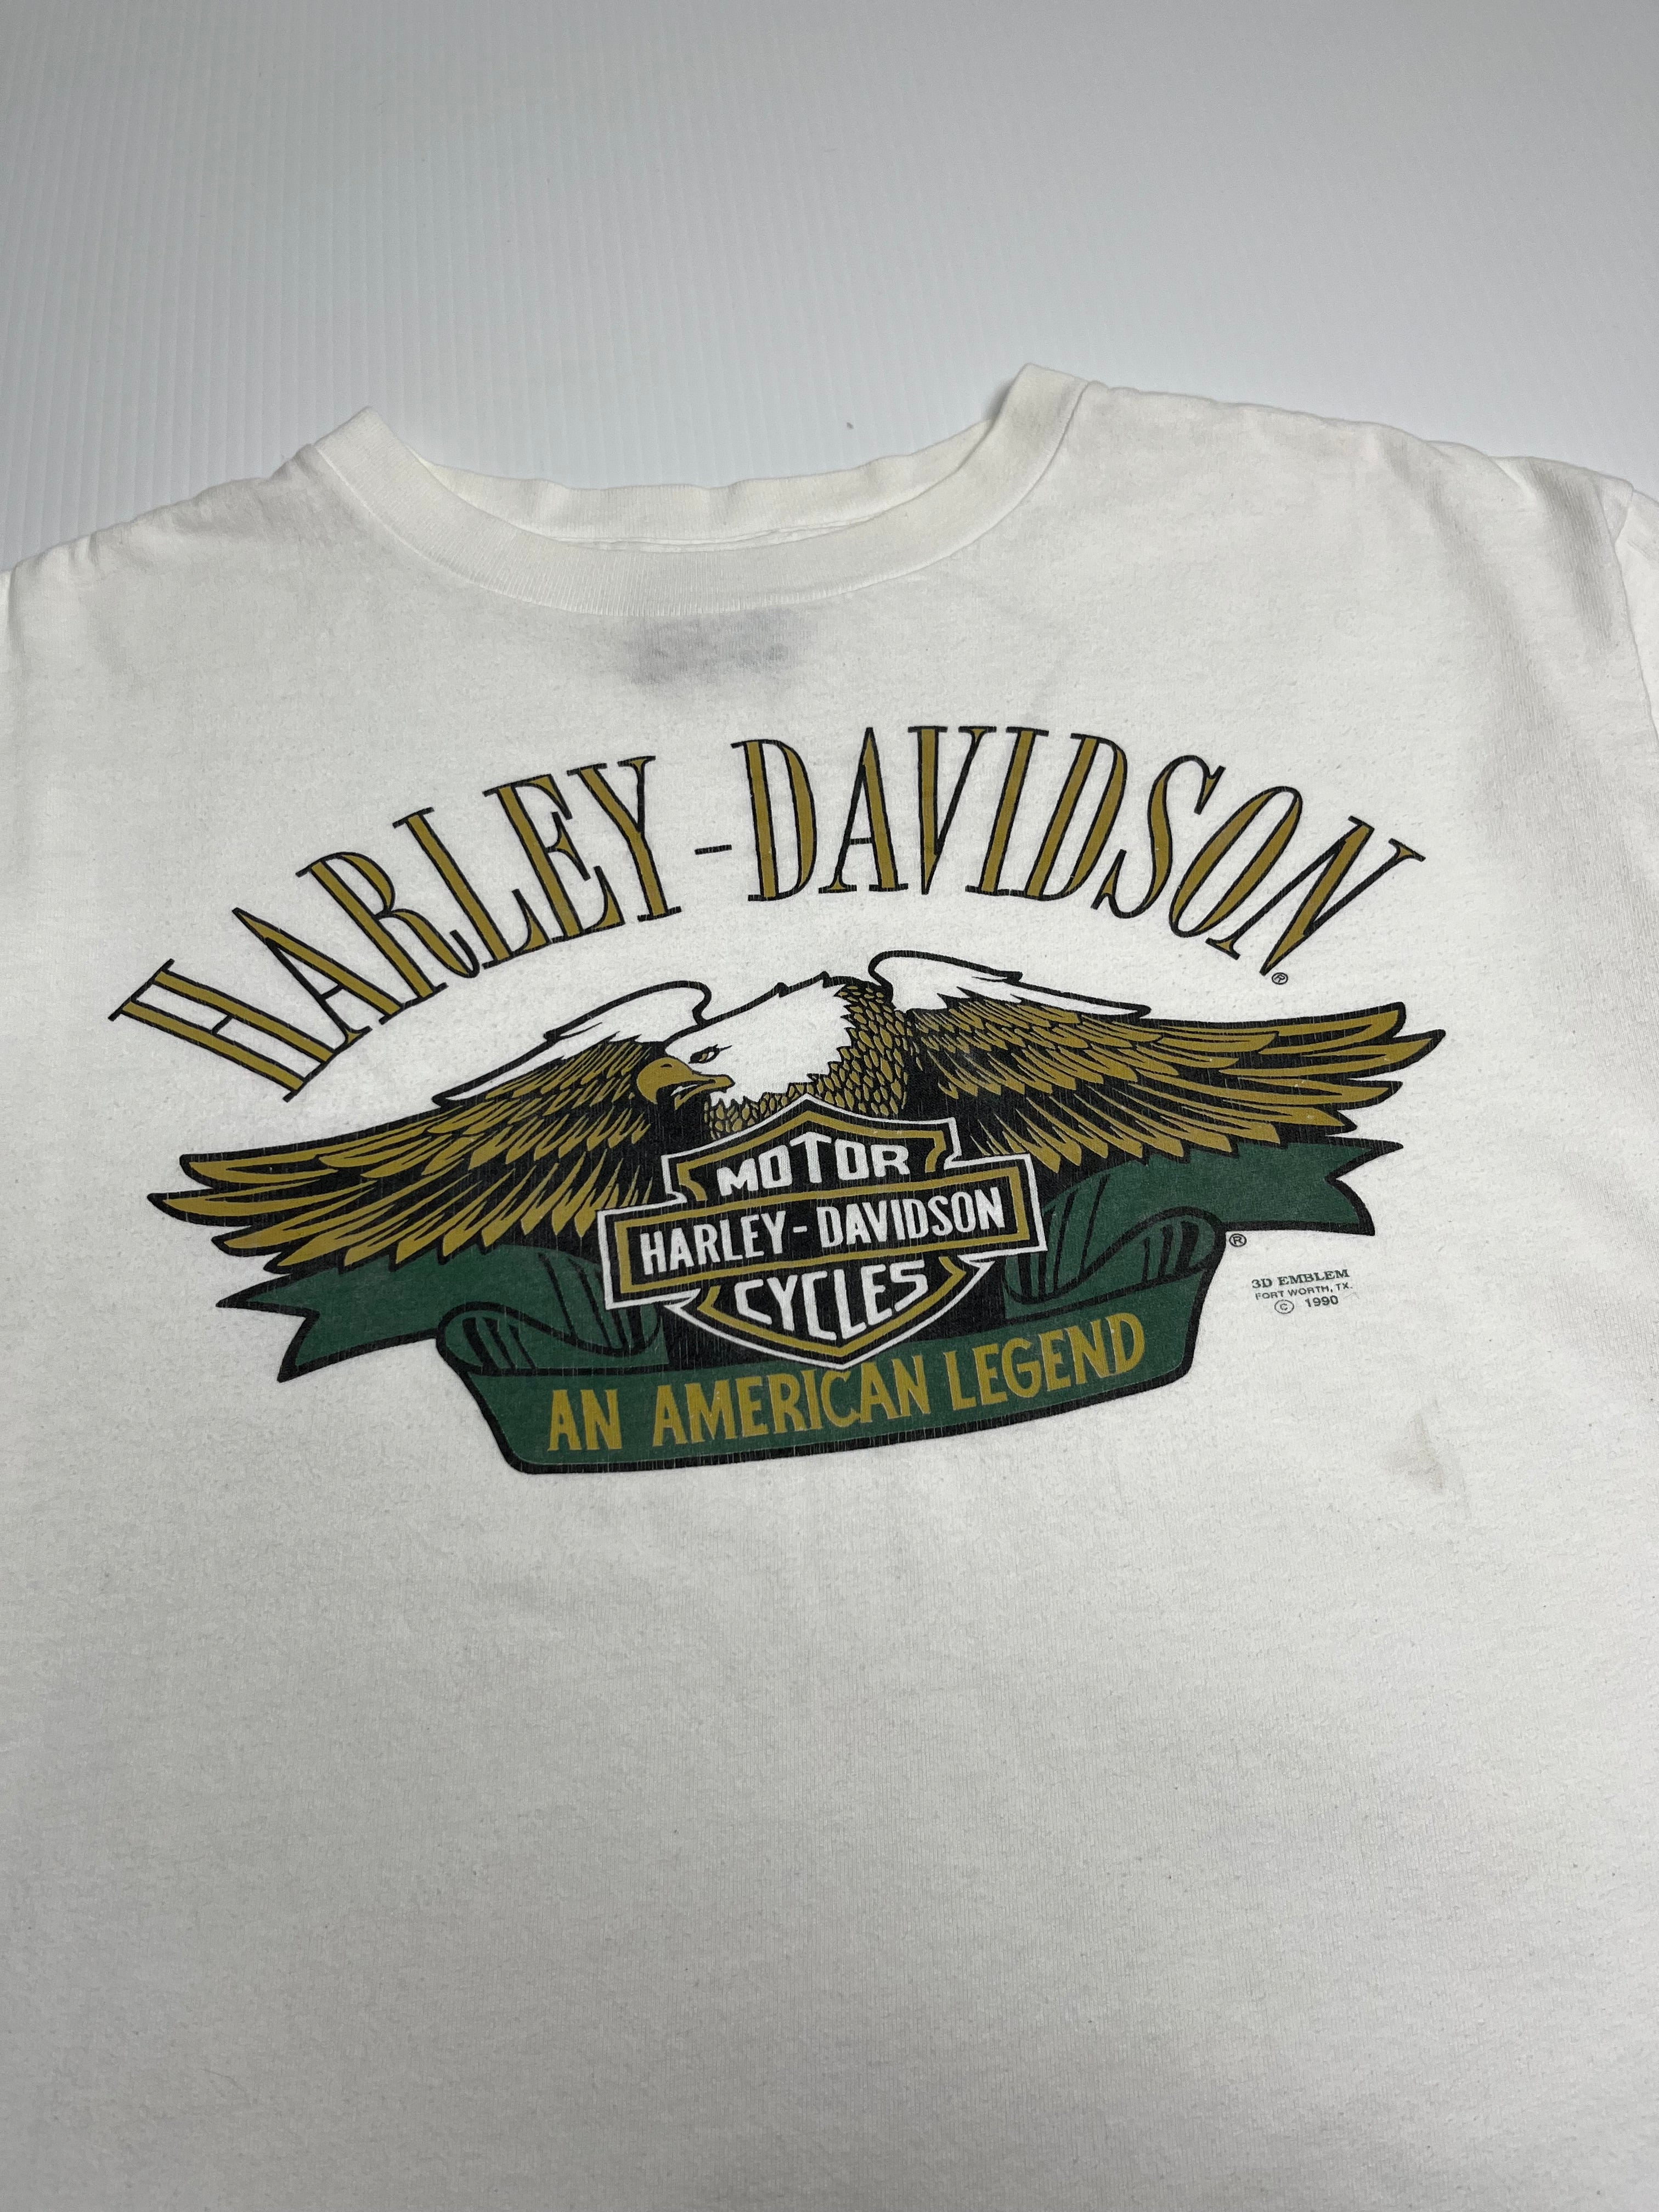 HARLEY-DAVIDSON®
MOTOR
HARLEY-DAVIDSON
CYCLES
®
AN AMERICAN LEGEND
3D EMBLEM
FORT WORTH, TX.
© 1990